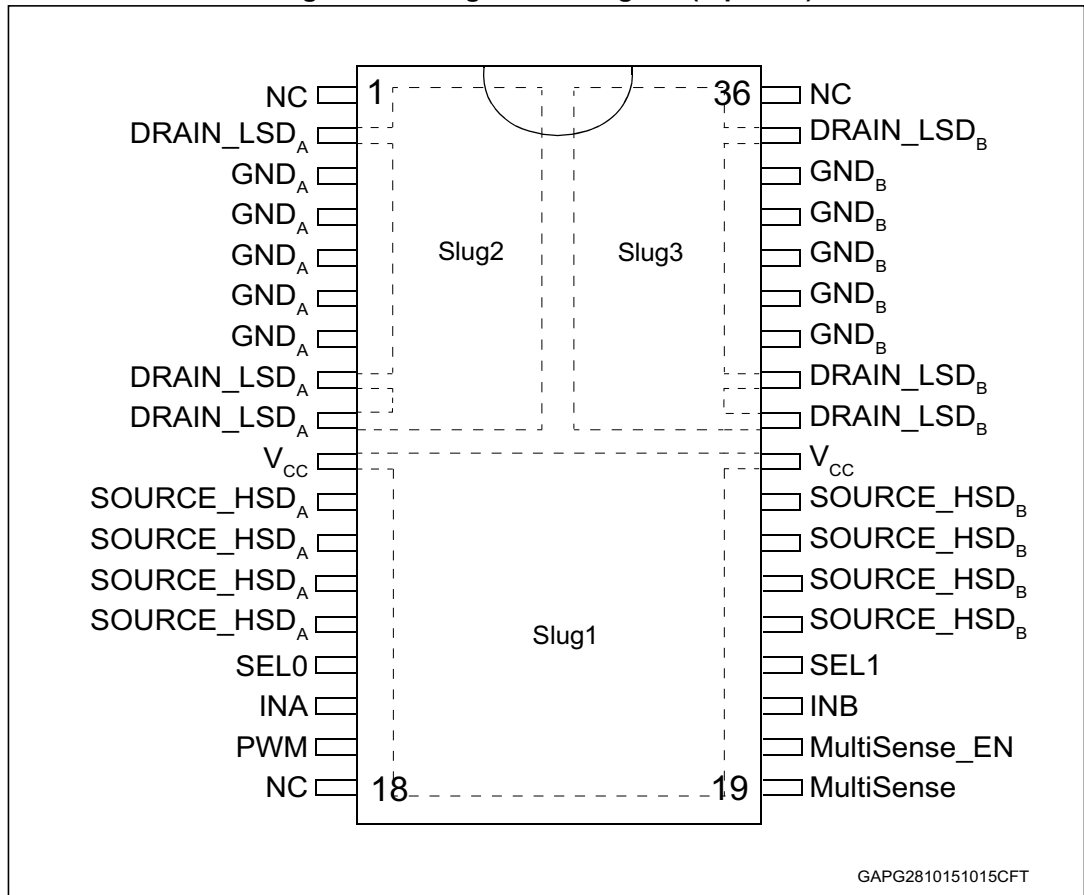 NC 1 36 NC
DRAIN_LSD_A DRAIN_LSD_B
GND_A GND_B
GND_A GND_B
GND_A Slug2 Slug3 GND_B
GND_A GND_B
GND_A GND_B
DRAIN_LSD_A DRAIN_LSD_B
DRAIN_LSD_A DRAIN_LSD_B
V_CC V_CC
SOURCE_HSD_A SOURCE_HSD_B
SOURCE_HSD_A SOURCE_HSD_B
SOURCE_HSD_A SOURCE_HSD_B
SOURCE_HSD_A Slug1 SOURCE_HSD_B
SEL0 SEL1
INA INB
PWM MultiSense_EN
NC 18 19 MultiSense
GAPG2810151015CFT